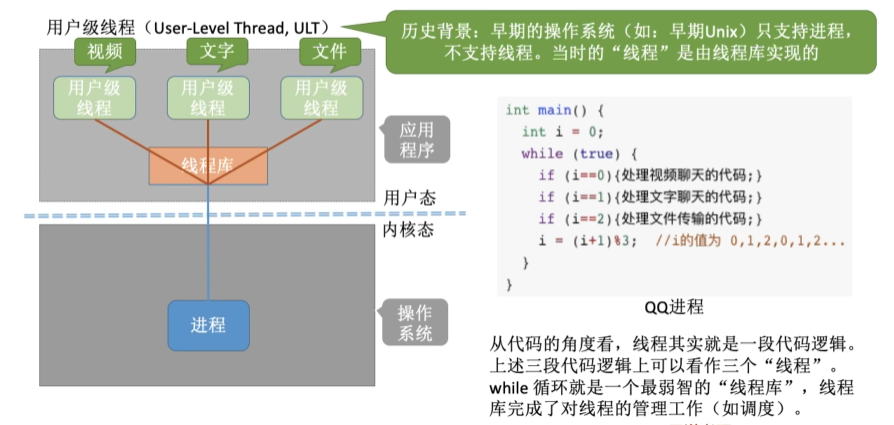 用户级线程（User-Level Thread, ULT）
历史背景：早期的操作系统（如：早期Unix）只支持进程，
不支持线程。当时的“线程”是由线程库实现的
视频
文字
文件
用户级
线程
用户级
线程
用户级
线程
线程库
应用
程序
用户态
内核态
进程
操作
系统
int main() {
int i = 0;
while (true) {
if (i==0){处理视频聊天的代码;}
if (i==1){处理文字聊天的代码;}
if (i==2){处理文件传输的代码;}
i = (i+1)%3; //i的值为 0,1,2,0,1,2...
}
}
QQ进程
从代码的角度看，线程其实就是一段代码逻辑。
上述三段代码逻辑上可以看作三个“线程”。
while 循环就是一个最弱智的“线程库”，线程
库完成了对线程的管理工作（如调度）。